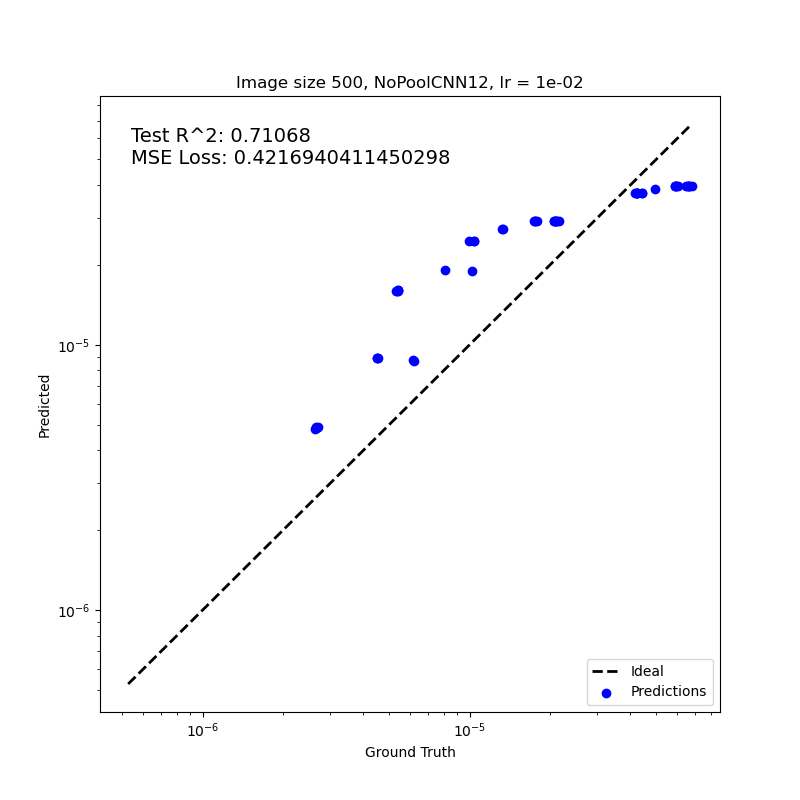 Image size 500, NoPoolCNN12, lr = 1e-02
Test R^2: 0.71068
MSE Loss: 0.4216940411450298
Predicted
10⁻⁵
10⁻⁶
10⁻⁶
10⁻⁵
Ground Truth
Ideal
Predictions